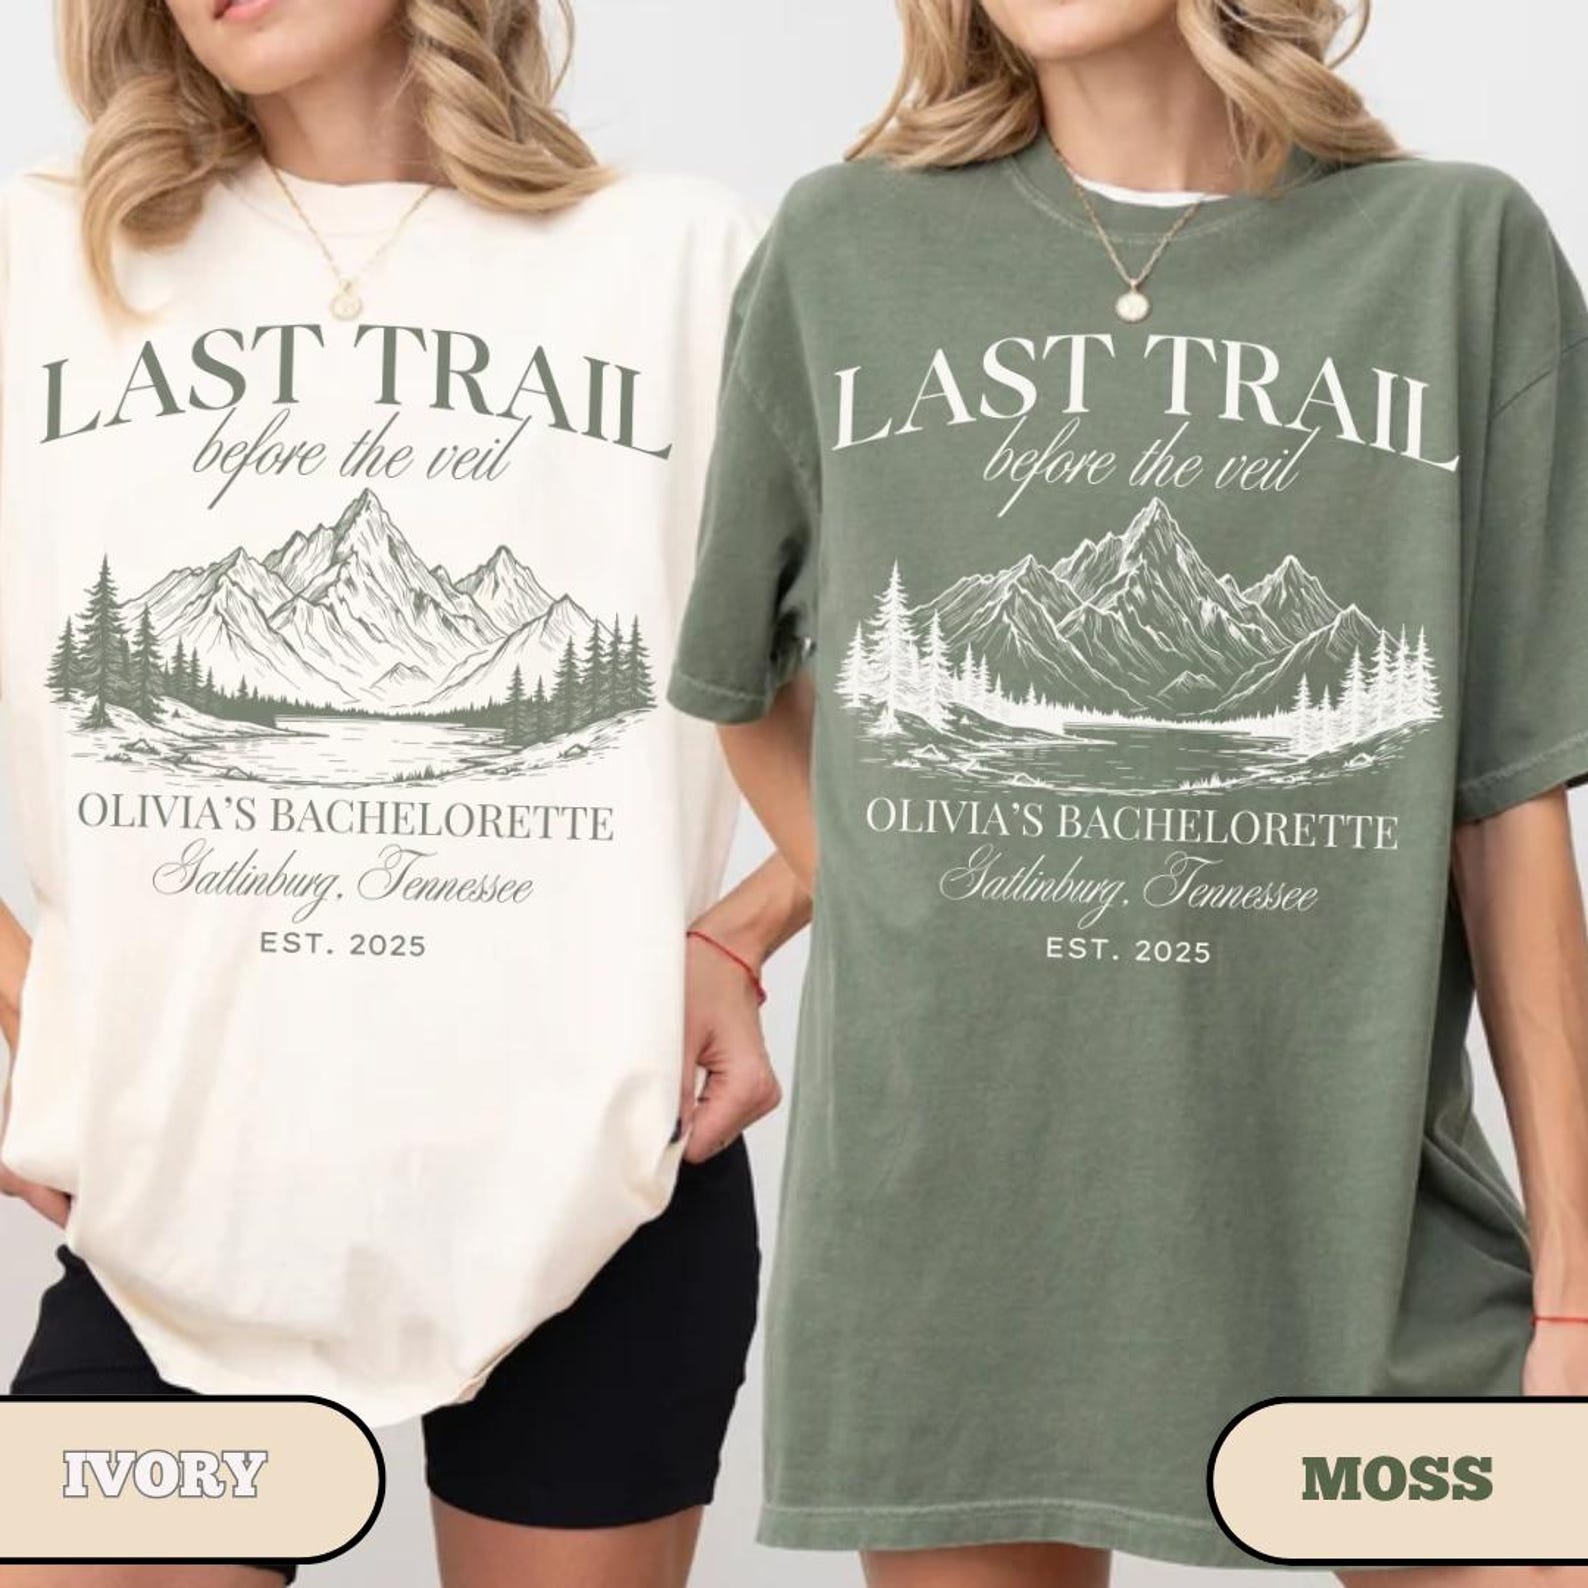 LAST TRAIL
before the veil
OLIVIA'S BACHELORETTE
Gatlinburg, Tennessee
EST. 2025
IVORY
LAST TRAIL
before the veil
OLIVIA'S BACHELORETTE
Gatlinburg, Tennessee
EST. 2025
MOSS